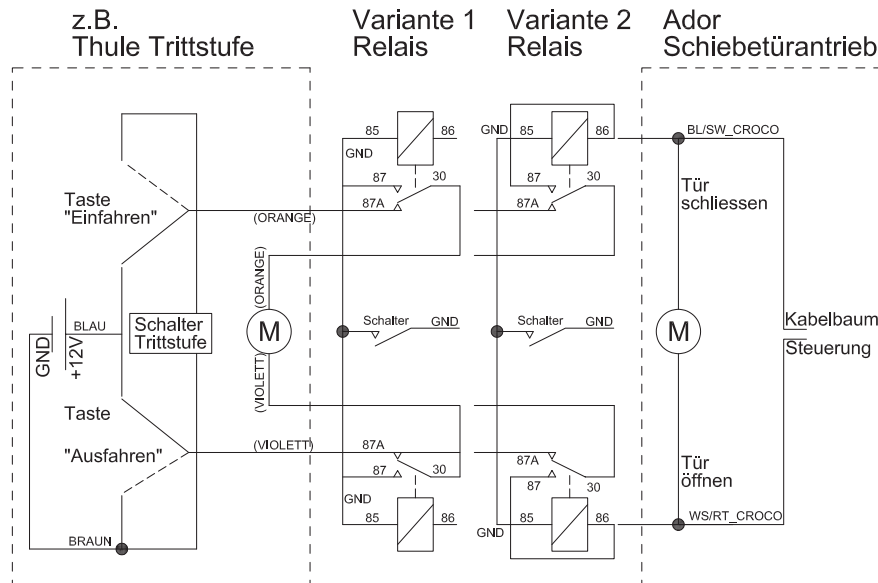 z.B.
Thule Trittstufe
Variante 1
Relais
Variante 2
Relais
Ador
Schiebetürantrieb
85
86
GND
87
30
87A
GND
85
86
87
30
87A
BL/SW_CROCO
Taste
"Einfahren"
(ORANGE)
Tür
schliessen
(ORANGE)
GND
+12V
BLAU
Schalter
Trittstufe
M
Schalter
GND
Schalter
GND
M
Kabelbaum
Steuerung
(VIOLETT)
Taste
"Ausfahren"
(VIOLETT)
87A
87
30
GND
85
86
87A
87
30
GND
85
86
Tür
öffnen
WS/RT_CROCO
BRAUN